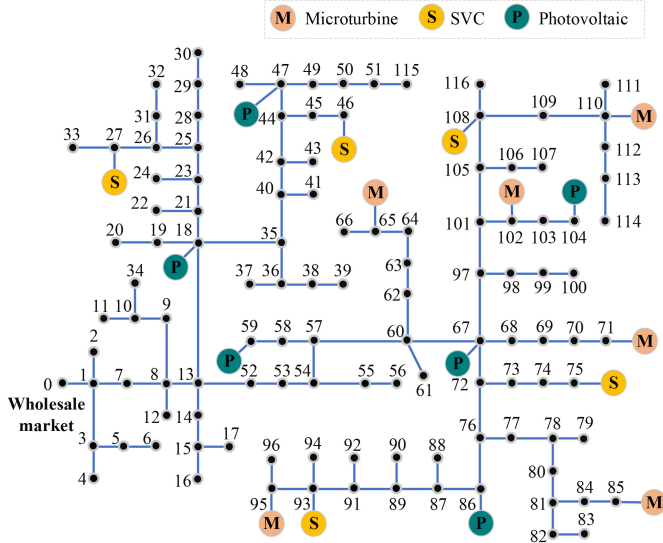 M Microturbine S SVC P Photovoltaic
30
32 29 48 47 49 50 51 115 116 111
P
31 28 44 45 46 108 109 110 M
33 27 26 25 S 42 43 S 105 106 107 112
S 24 23 40 41 M M P 113
22 21 66 65 64 101 102 103 104 114
20 19 18 35
P 63
34 37 36 38 39 97 98 99 100
11 10 9 62
2 59 58 57 60 67 68 69 70 71 M
P P
0 1 7 8 13 52 53 54 55 56 61 72 73 74 75 S
Wholesale
market
12 14
3 5 6 15 17 96 94 92 90 88 76 77 78 79
4 16 80
95 93 91 89 87 86 81 84 85 M
M S P 82 83